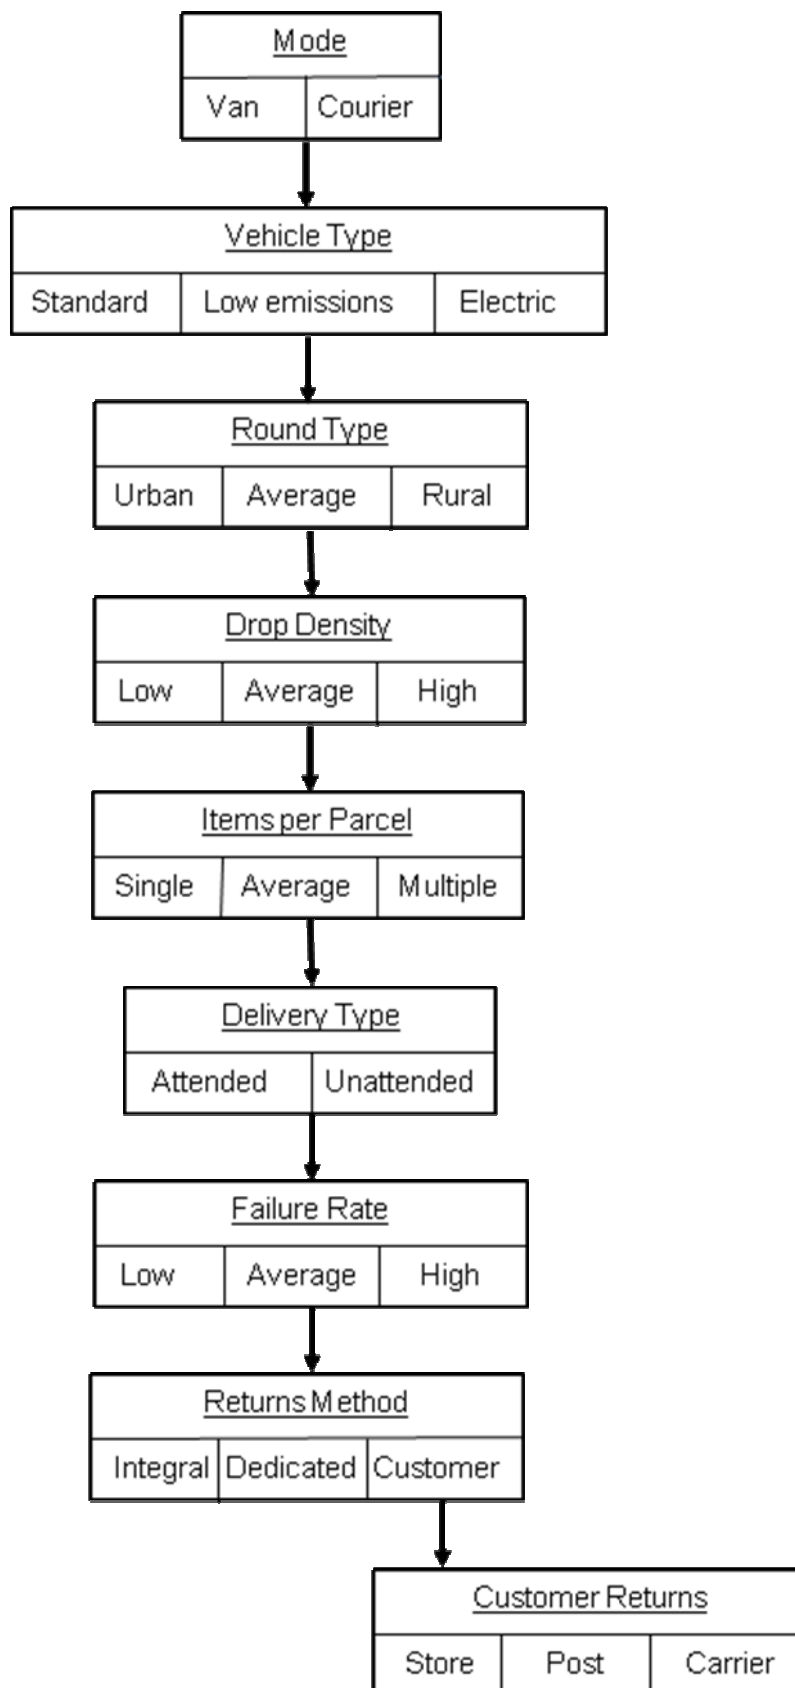 Mode
Van Courier
Vehicle Type
Standard Low emissions Electric
Round Type
Urban Average Rural
Drop Density
Low Average High
Items per Parcel
Single Average Multiple
Delivery Type
Attended Unattended
Failure Rate
Low Average High
Returns Method
Integral Dedicated Customer
Customer Returns
Store Post Carrier